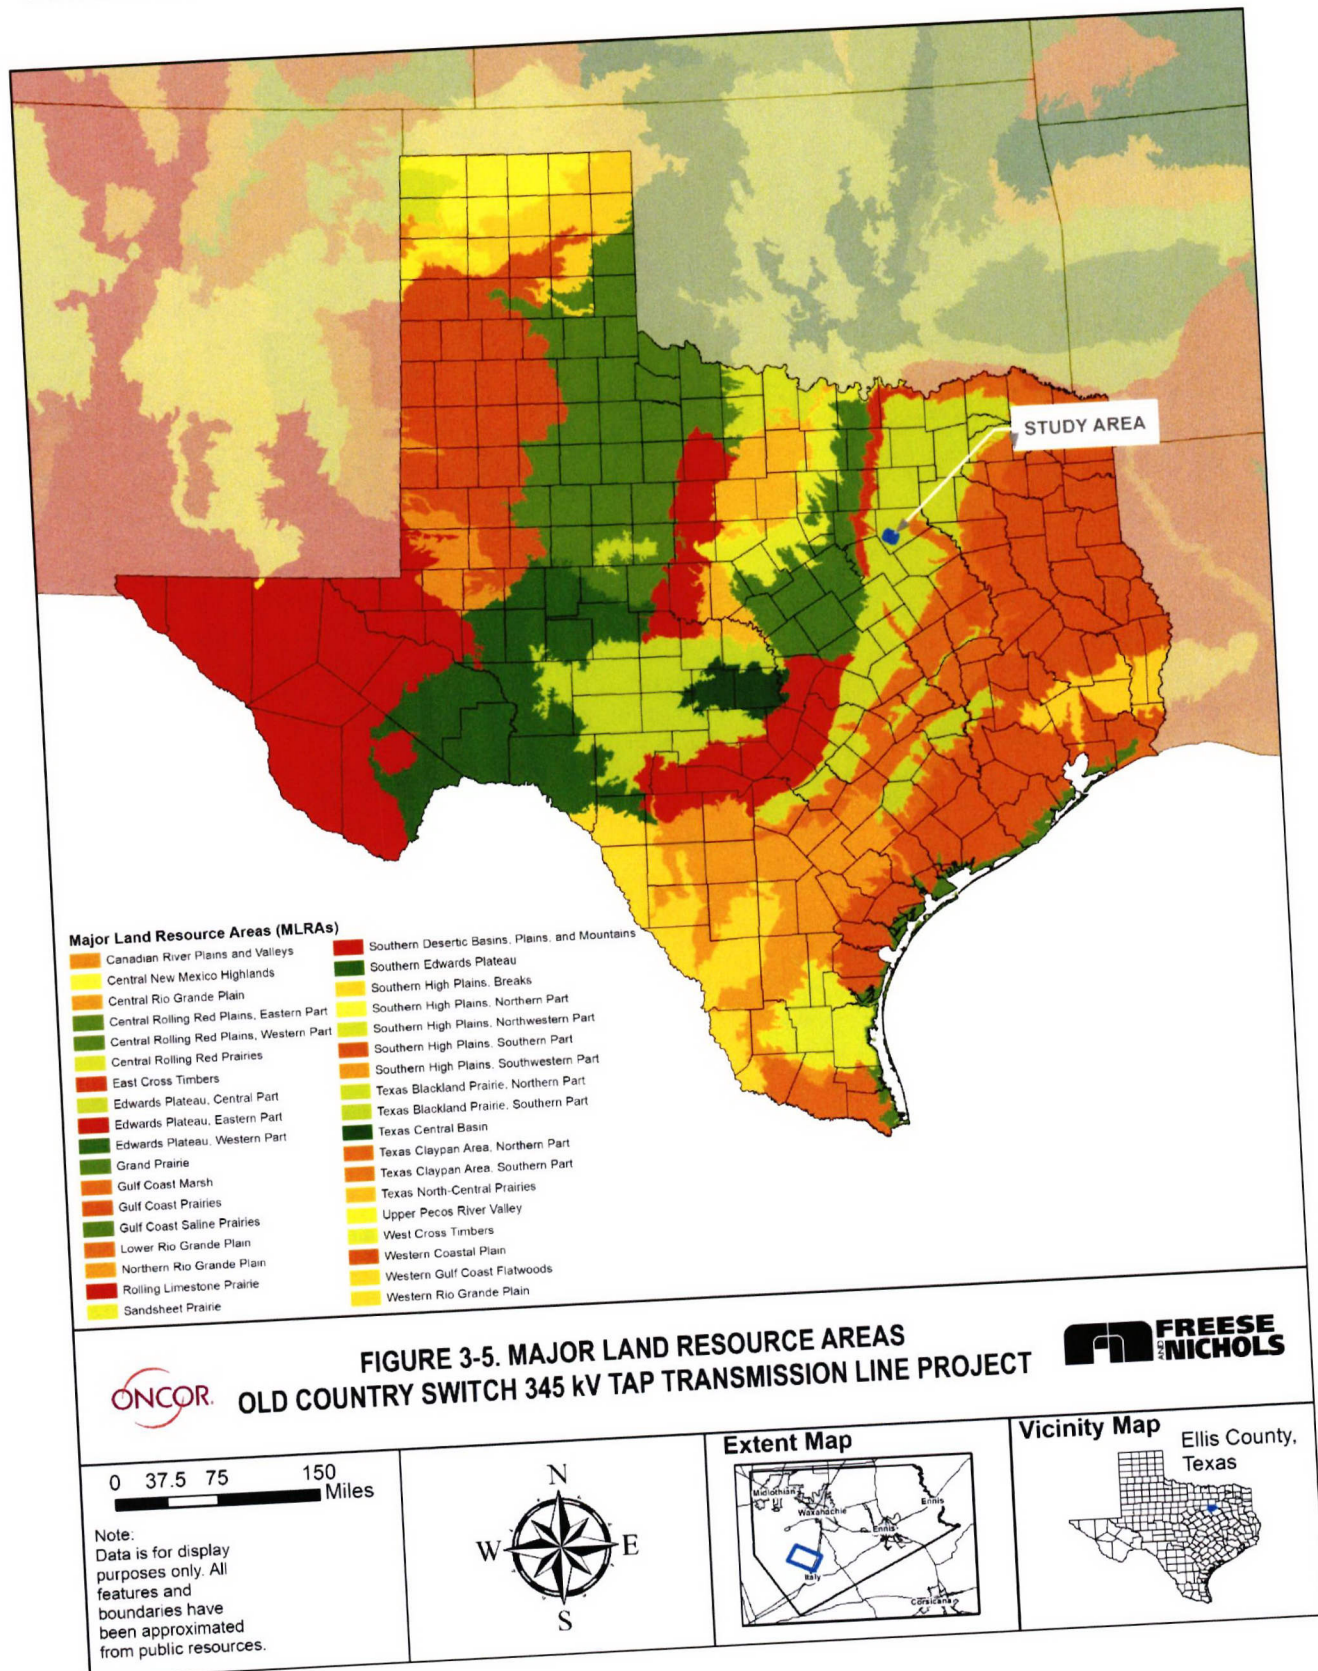 STUDY AREA
Major Land Resource Areas (MLRAs)
Canadian River Plains and Valleys
Central New Mexico Highlands
Central Rio Grande Plain
Central Rolling Red Plains, Eastern Part
Central Rolling Red Plains, Western Part
Central Rolling Red Prairies
East Cross Timbers
Edwards Plateau, Central Part
Edwards Plateau, Eastern Part
Edwards Plateau, Western Part
Grand Prairie
Gulf Coast Marsh
Gulf Coast Prairies
Gulf Coast Saline Prairies
Lower Rio Grande Plain
Northern Rio Grande Plain
Rolling Limestone Prairie
Sandsheet Prairie
Southern Desertic Basins, Plains, and Mountains
Southern Edwards Plateau
Southern High Plains, Breaks
Southern High Plains, Northern Part
Southern High Plains, Northwestern Part
Southern High Plains, Southern Part
Southern High Plains, Southwestern Part
Texas Blackland Prairie, Northern Part
Texas Blackland Prairie, Southern Part
Texas Central Basin
Texas Claypan Area, Northern Part
Texas Claypan Area, Southern Part
Texas North-Central Prairies
Upper Pecos River Valley
West Cross Timbers
Western Coastal Plain
Western Gulf Coast Flatwoods
Western Rio Grande Plain
ONCOR.
FIGURE 3-5. MAJOR LAND RESOURCE AREAS
OLD COUNTRY SWITCH 345 kV TAP TRANSMISSION LINE PROJECT
FREESE
AND NICHOLS
0 37.5 75 150
Miles
Note:
Data is for display
purposes only. All
features and
boundaries have
been approximated
from public resources.
N
W E
S
Extent Map
Midlothian
Waxahachie
Ennis
Ennis
Italy
Corsicana
Vicinity Map
Ellis County,
Texas